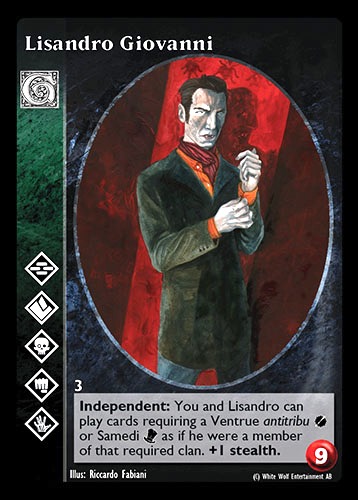 Lisandro Giovanni
3
Independent: You and Lisandro can
play cards requiring a Ventrue antitribu
or Samedi as if he were a member
of that required clan. +1 stealth.
9
Illus: Riccardo Fabiani
(C) White Wolf Entertainment AB